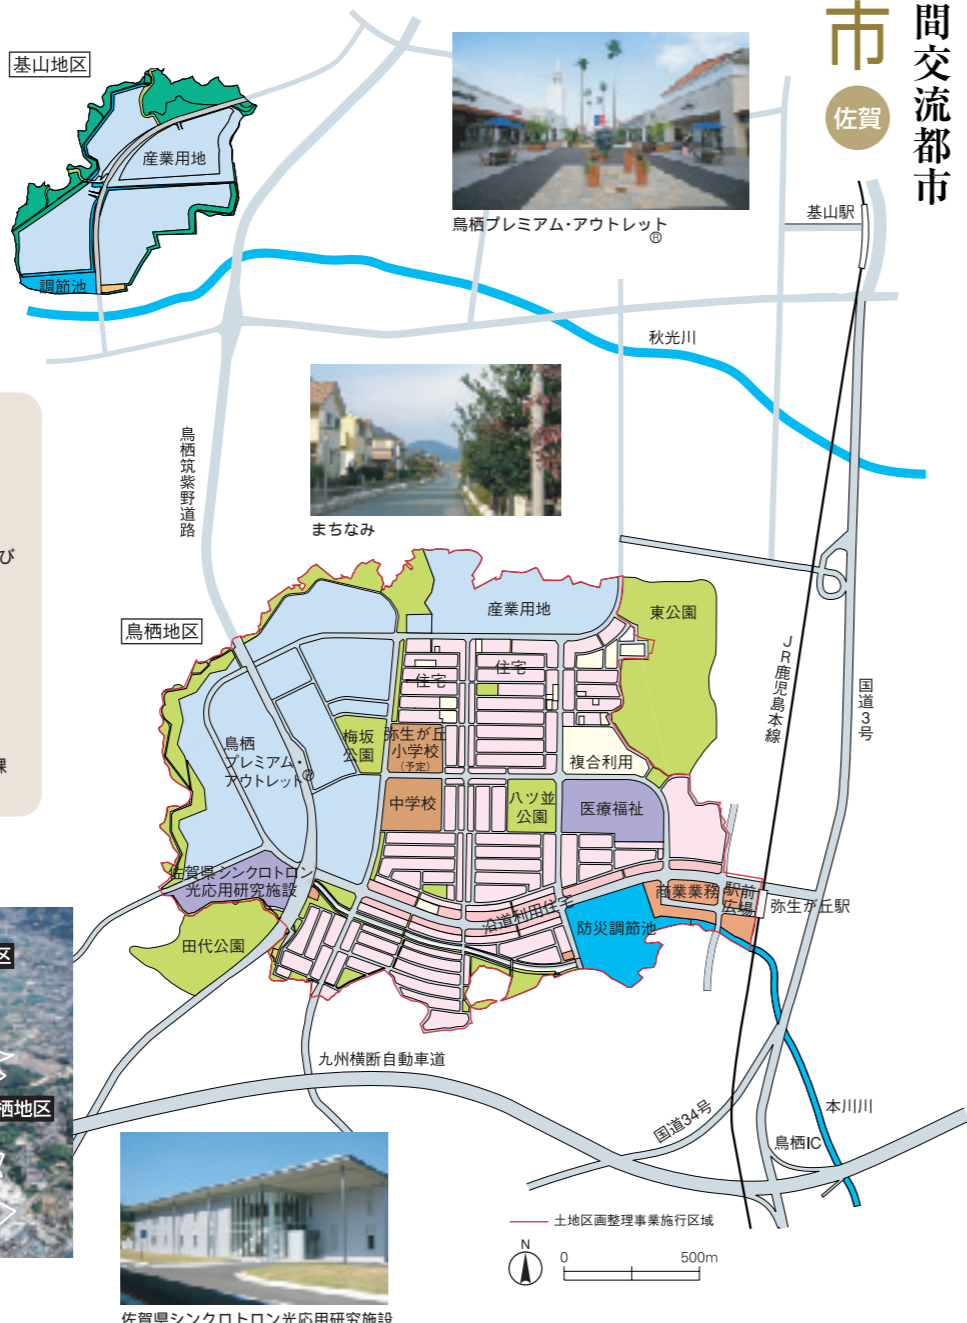 間交流都市
市
佐賀
基山地区
産業用地
調節池
鳥栖プレミアム・アウトレット
®
基山駅
秋光川
鳥栖筑紫野道路
まちなみ
び
鳥栖地区
産業用地
東公園
JR鹿児島本線
国道3号
住宅
住宅
梅坂
公園
弥生が丘
小学校
(予定)
鳥栖
プレミアム・
アウトレット®
複合利用
課
中学校
八ツ並
公園
医療福祉
佐賀県シンクロトロン
光応用研究施設
商業業務
駅前
広場
弥生が丘駅
沿道利用住宅
防災調節池
田代公園
区
九州横断自動車道
栖地区
国道34号
本川川
鳥栖IC
土地区画整理事業施行区域
N
0
500m
佐賀県シンクロトロン光応用研究施設